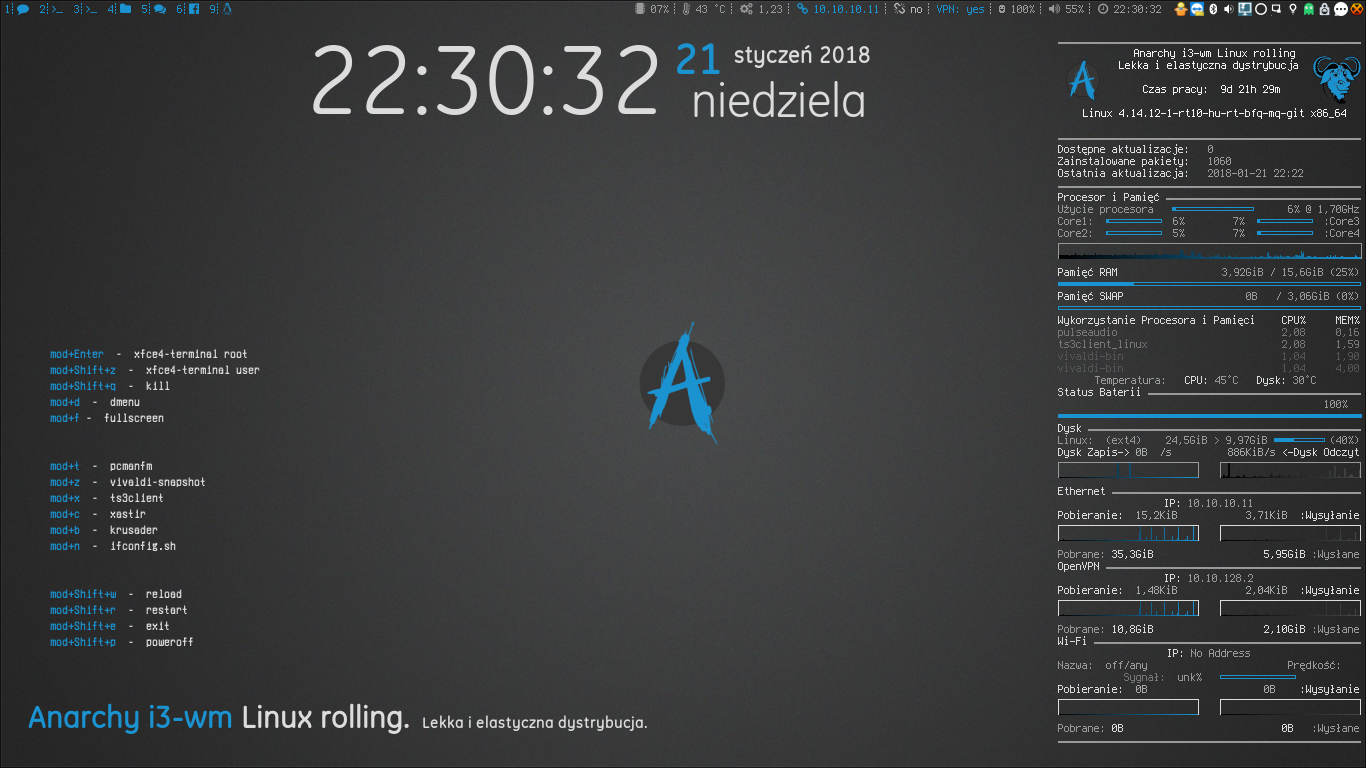 1 2 >_ 3 >_ 4 5 6 9 07% 43 °C 1,23 10.10.10.11 no VPN: yes 100% 55% 22:30:32
22:30:32 21 styczeń 2018
niedziela
Anarchy i3-wm Linux rolling
Lekka i elastyczna dystrybucja
Czas pracy: 9d 21h 29m
Linux 4.14.12-1-rt10-hu-rt-bfq-mq-git x86_64
Dostępne aktualizacje: 0
Zainstalowane pakiety: 1060
Ostatnia aktualizacja: 2018-01-21 22:22
Procesor i Pamięć
Użycie procesora 6% @ 1,70GHz
Core1: 6% 7% :Core3
Core2: 5% 7% :Core4
Pamięć RAM 3,92GiB / 15,6GiB (25%)
Pamięć SWAP 0B / 3,06GiB (0%)
Wykorzystanie Procesora i Pamięci CPU% MEM%
pulseaudio 2,08 0,16
ts3client_linux 2,08 1,59
vivaldi-bin 1,04 1,90
vivaldi-bin 1,04 4,00
Temperatura: CPU: 45°C Dysk: 30°C
Status Baterii
100%
Dysk
Linux: (ext4) 24,5GiB > 9,97GiB (40%)
Dysk Zapis-> 0B /s 886KiB/s <-Dysk Odczyt
Ethernet
IP: 10.10.10.11
Pobieranie: 15,2KiB 3,71KiB :Wysyłanie
Pobrane: 35,3GiB 5,95GiB :Wysłane
OpenVPN
IP: 10.10.128.2
Pobieranie: 1,48KiB 2,04KiB :Wysyłanie
Pobrane: 10,8GiB 2,10GiB :Wysłane
Wi-Fi
IP: No Address
Nazwa: off/any Prędkość:
Sygnał: unk%
Pobieranie: 0B 0B :Wysyłanie
Pobrane: 0B 0B :Wysłane
mod+Enter - xfce4-terminal root
mod+Shift+z - xfce4-terminal user
mod+Shift+q - kill
mod+d - dmenu
mod+f - fullscreen
mod+t - pcmanfm
mod+z - vivaldi-snapshot
mod+x - ts3client
mod+c - xastir
mod+b - krusader
mod+n - ifconfig.sh
mod+Shift+w - reload
mod+Shift+r - restart
mod+Shift+e - exit
mod+Shift+p - poweroff
Anarchy i3-wm Linux rolling. Lekka i elastyczna dystrybucja.